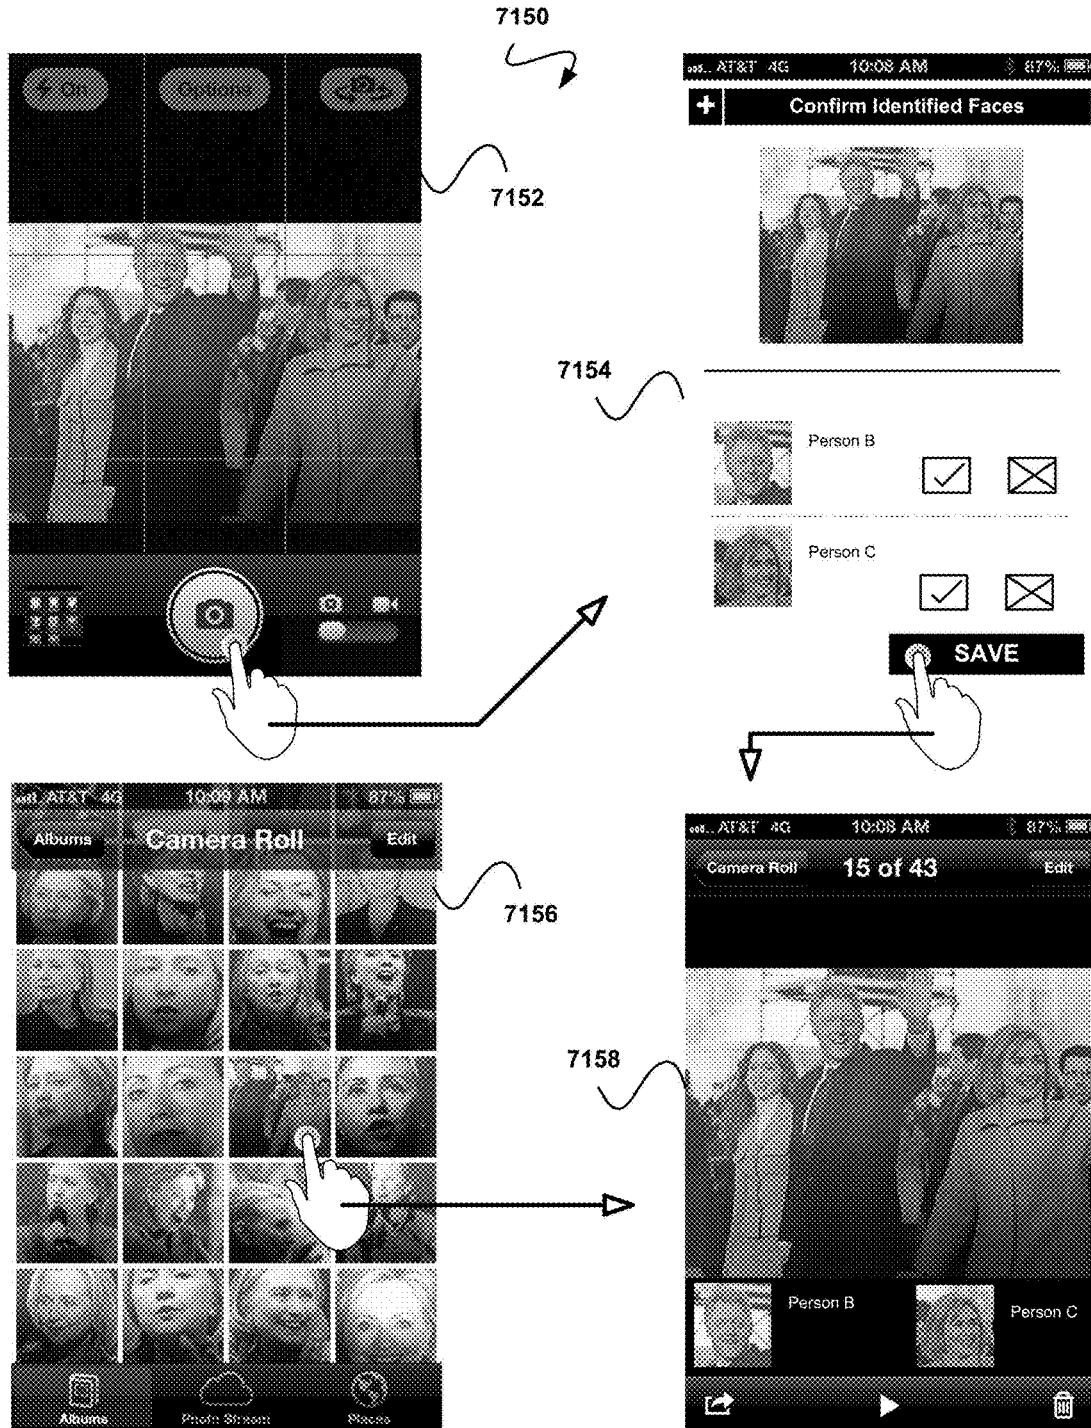 7150
On
Options
7152
AT&T 4G 10:08 AM 87%
+ Confirm Identified Faces
7154
Person B
Person C
SAVE
AT&T 4G 10:09 AM 87%
Albums Camera Roll Edit
7156
Albums Photo Stream Places
AT&T 4G 10:08 AM 87%
Camera Roll 15 of 43 Edit
7158
Person B
Person C